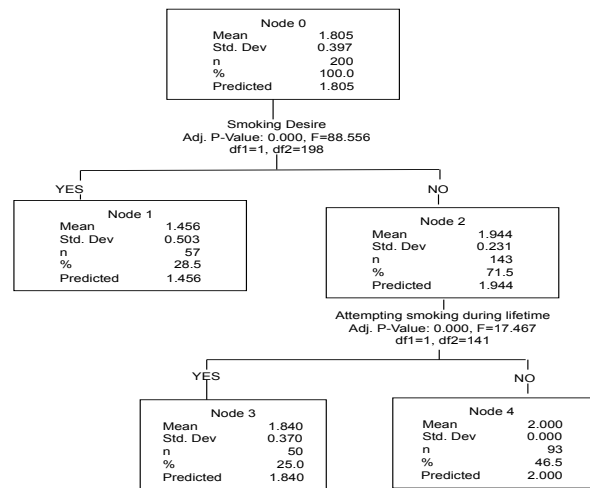 Node 0
Mean 1.805
Std. Dev 0.397
n 200
% 100.0
Predicted 1.805
Smoking Desire
Adj. P-Value: 0.000, F=88.556
df1=1, df2=198
YES
NO
Node 1
Mean 1.456
Std. Dev 0.503
n 57
% 28.5
Predicted 1.456
Node 2
Mean 1.944
Std. Dev 0.231
n 143
% 71.5
Predicted 1.944
Attempting smoking during lifetime
Adj. P-Value: 0.000, F=17.467
df1=1, df2=141
YES
NO
Node 3
Mean 1.840
Std. Dev 0.370
n 50
% 25.0
Predicted 1.840
Node 4
Mean 2.000
Std. Dev 0.000
n 93
% 46.5
Predicted 2.000